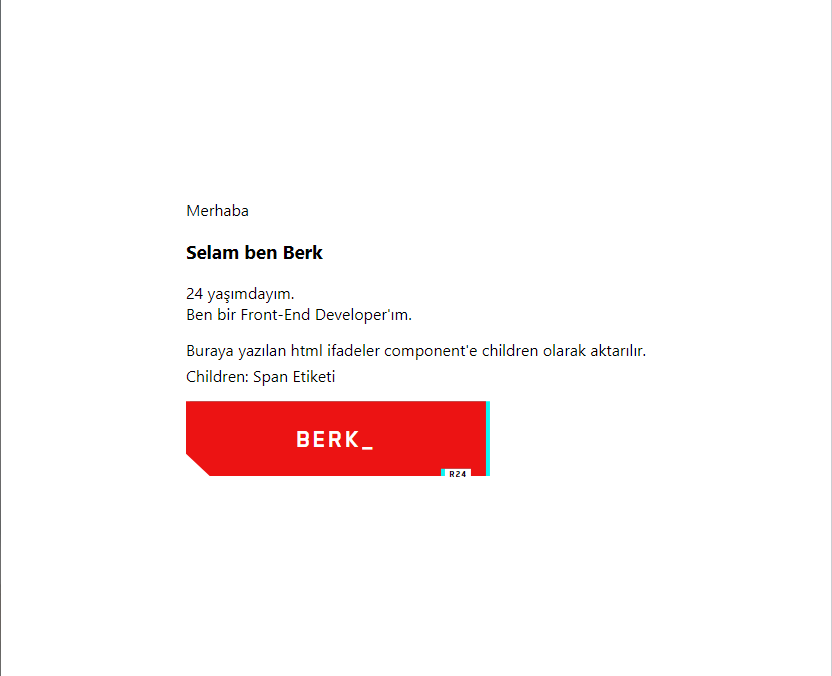 Merhaba
Selam ben Berk
24 yaşımdayım.
Ben bir Front-End Developer'ım.
Buraya yazılan html ifadeler component'e children olarak aktarılır.
Children: Span Etiketi
BERK_
R24